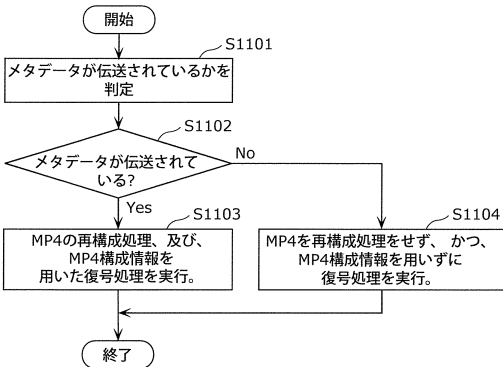 開始
S1101
メタデータが伝送されているかを
判定
S1102
メタデータが伝送されて
いる?
No
Yes
S1103
MP4の再構成処理、及び、
MP4構成情報を
用いた復号処理を実行。
S1104
MP4を再構成処理をせず、かつ、
MP4構成情報を用いずに
復号処理を実行。
終了